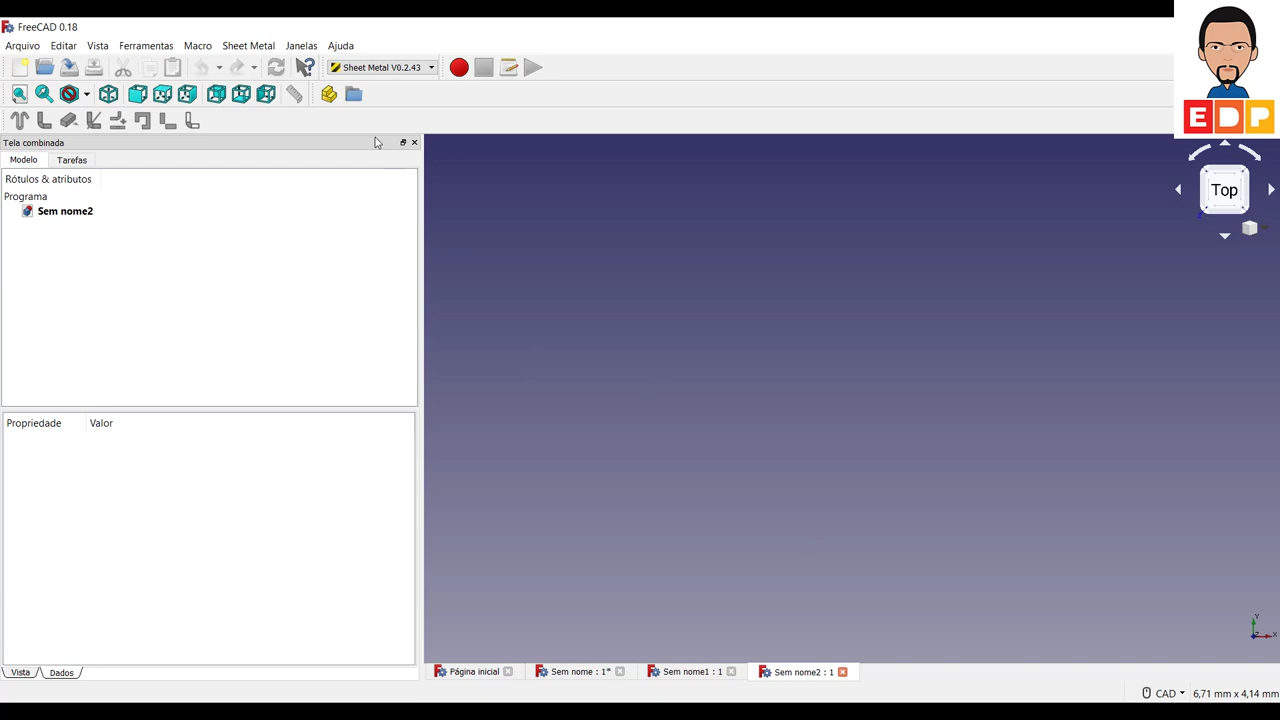 FreeCAD 0.18
Arquivo Editar Vista Ferramentas Macro Sheet Metal Janelas Ajuda
Sheet Metal V0.2.43
EDP
Tela combinada
Modelo Tarefas
Rótulos & atributos
Programa
Sem nome2
Top
Z
Propriedade Valor
Y
Z X
Vista Dados
Página inicial Sem nome : 1* Sem nome1 : 1 Sem nome2 : 1
CAD 6,71 mm x 4,14 mm